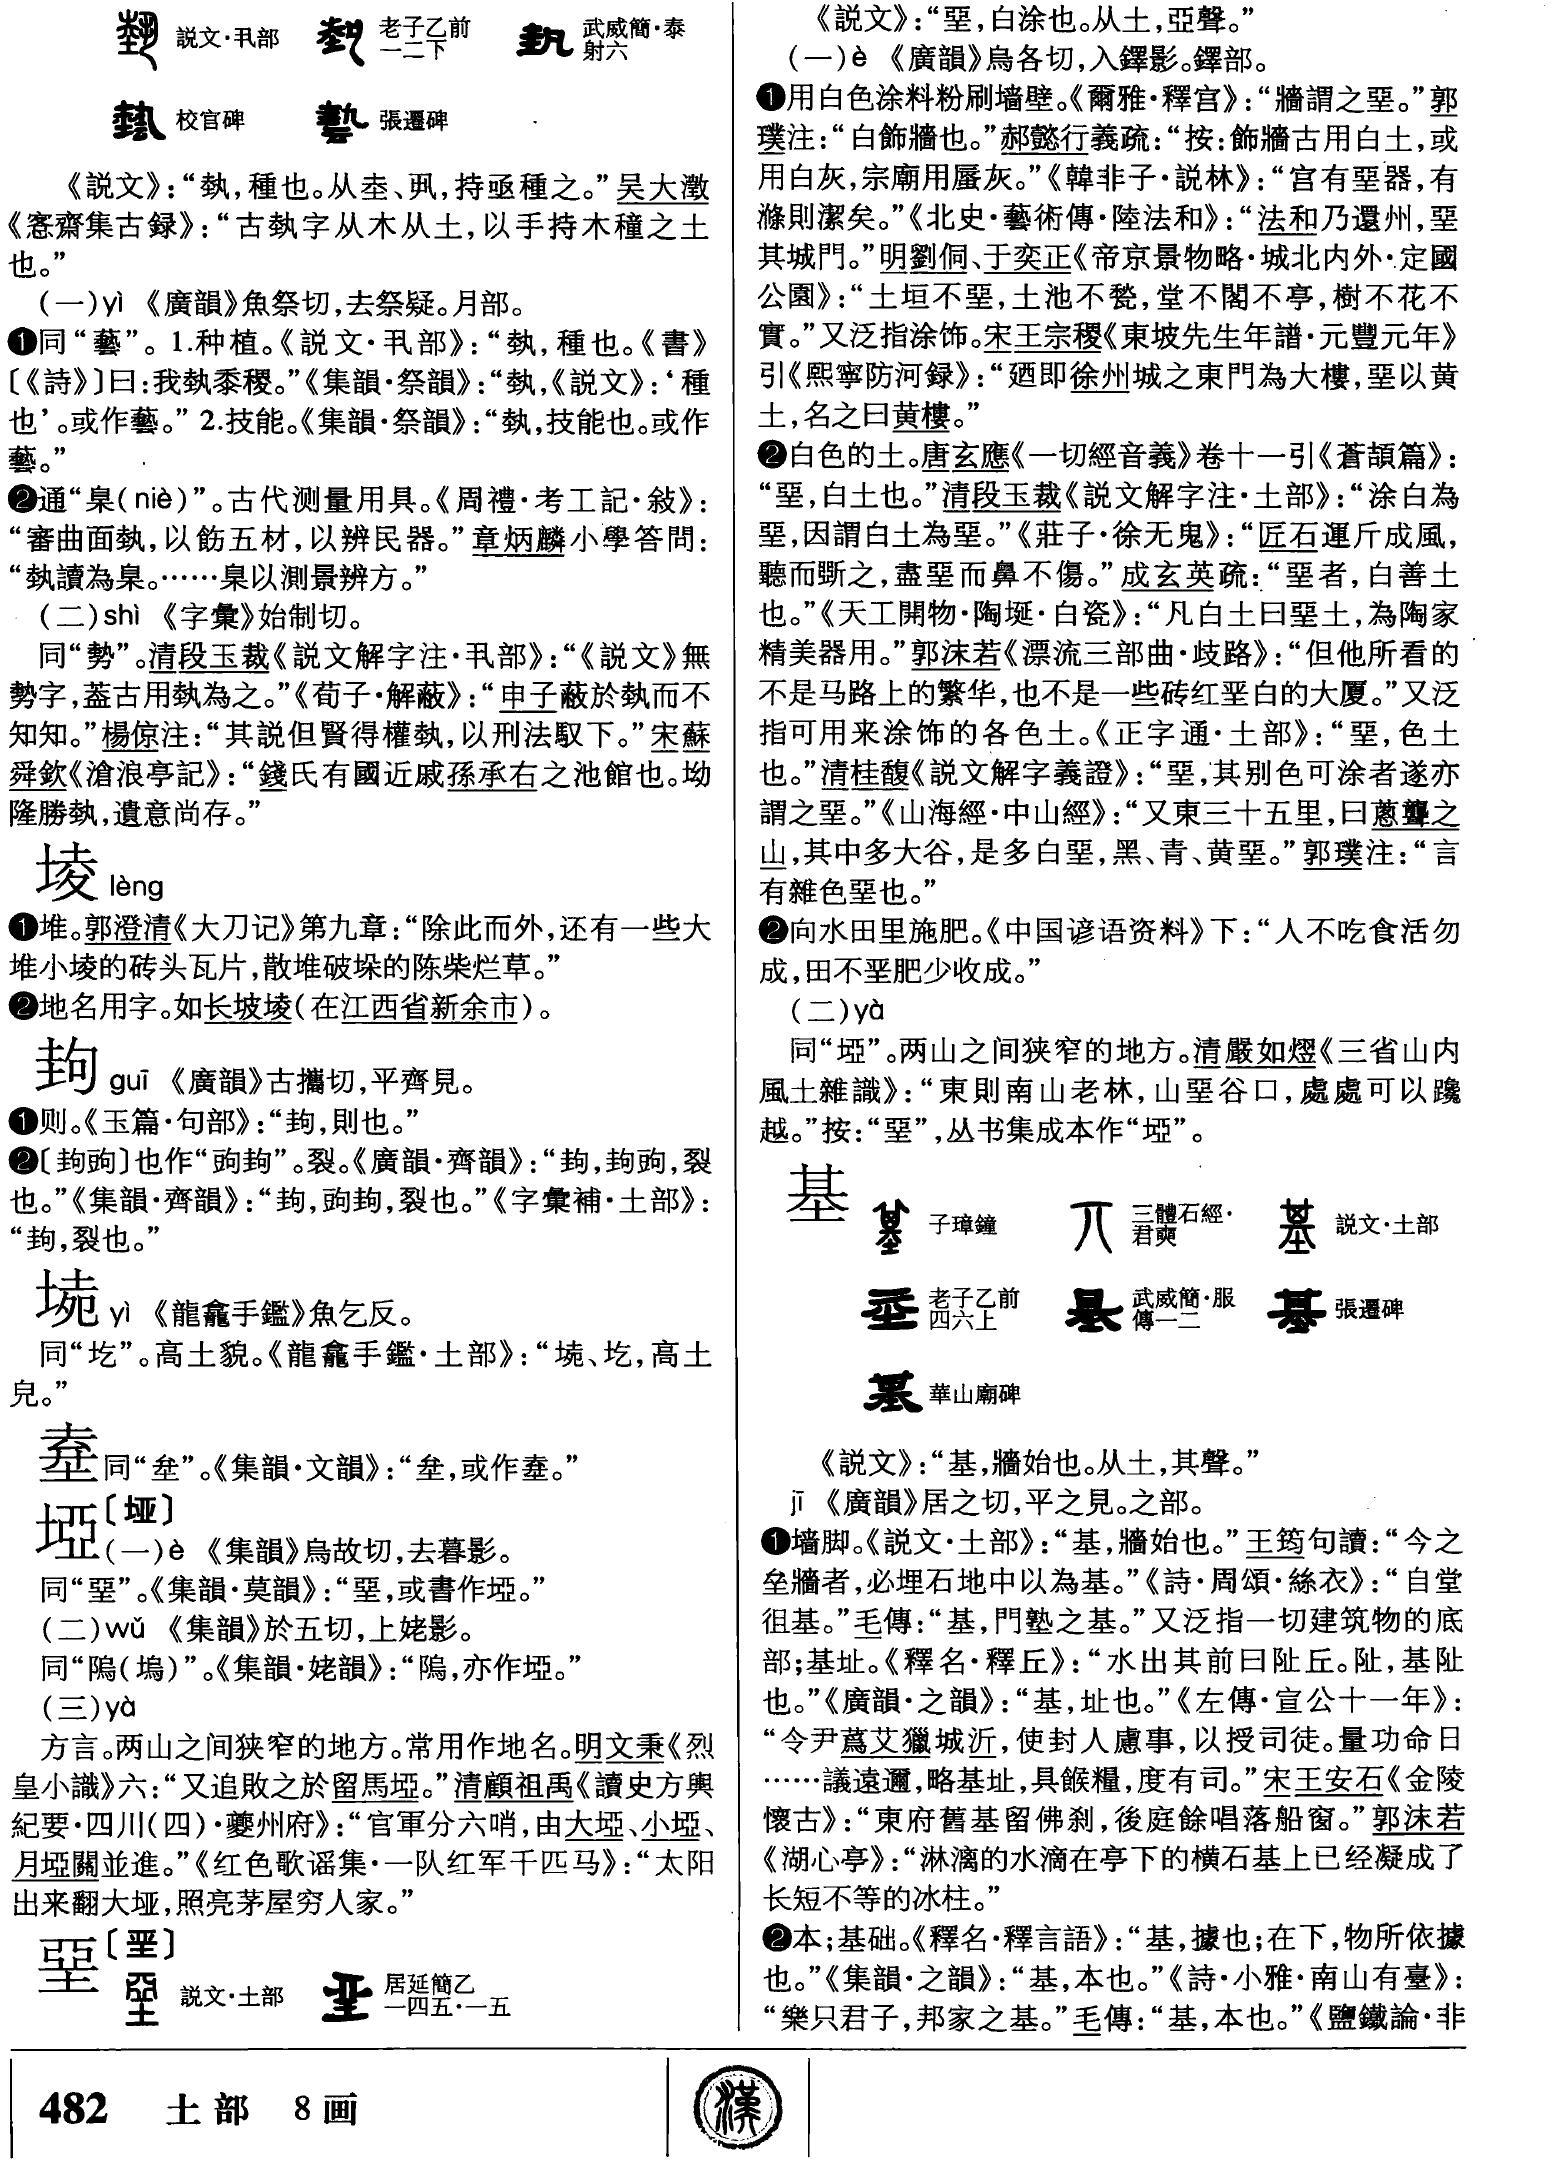 説文·丮部 老子乙前一二下 武威簡·泰射六
校官碑 張遷碑
《説文》：“埶，種也。从坴、丮，持亟種之。”吴大澂
《愙齋集古録》：“古埶字从木从土，以手持木穜之土
也。”
(一)yì 《廣韻》魚祭切，去祭疑。月部。
❶同“藝”。1.种植。《説文·丮部》：“埶，種也。《書》
〔《詩》〕曰：我埶黍稷。”《集韻·祭韻》：“埶，《説文》：‘種
也’。或作藝。”2.技能。《集韻·祭韻》：“埶，技能也。或作
藝。”
❷通“臬(niè)”。古代测量用具。《周禮·考工記·敍》：
“審曲面埶，以飭五材，以辨民器。”章炳麟小學答問：
“埶讀為臬。……臬以測景辨方。”
(二)shì 《字彙》始制切。
同“勢”。清段玉裁《説文解字注·丮部》：“《説文》無
勢字，葢古用埶為之。”《荀子·解蔽》：“申子蔽於埶而不
知知。”楊倞注：“其説但賢得權埶，以刑法馭下。”宋蘇
舜欽《滄浪亭記》：“錢氏有國近戚孫承右之池館也。坳
隆勝埶，遺意尚存。”
堎 lèng
❶堆。郭澄清《大刀记》第九章：“除此而外，还有一些大
堆小堎的砖头瓦片，散堆破垛的陈柴烂草。”
❷地名用字。如长坡堎(在江西省新余市)。
guī 《廣韻》古攜切，平齊見。
❶则。《玉篇·句部》：“，則也。”
❷〔〕也作“”。裂。《廣韻·齊韻》：“，，裂
也。”《集韻·齊韻》：“，，裂也。”《字彙補·土部》：
“，裂也。”
yì 《龍龕手鑑》魚乞反。
同“圪”。高土貌。《龍龕手鑑·土部》：“、圪，高土
皃。”
同“坌”。《集韻·文韻》：“坌，或作。”
埡〔垭〕
(一)è 《集韻》烏故切，去暮影。
同“堊”。《集韻·莫韻》：“堊，或書作埡。”
(二)wǔ 《集韻》於五切，上姥影。
同“隖(塢)”。《集韻·姥韻》：“隖，亦作埡。”
(三)yà
方言。两山之间狭窄的地方。常用作地名。明文秉《烈
皇小識》六：“又追敗之於留馬埡。”清顧祖禹《讀史方輿
紀要·四川(四)·夔州府》：“官軍分六哨，由大埡、小埡、
月埡關並進。”《红色歌谣集·一队红军千匹马》：“太阳
出来翻大垭，照亮茅屋穷人家。”
堊〔垩〕
説文·土部 居延簡乙一四五·一五
《説文》：“堊，白涂也。从土，亞聲。”
(一)è 《廣韻》烏各切，入鐸影。鐸部。
❶用白色涂料粉刷墙壁。《爾雅·釋宫》：“牆謂之堊。”郭
璞注：“白飾牆也。”郝懿行義疏：“按：飾牆古用白土，或
用白灰，宗廟用蜃灰。”《韓非子·説林》：“宫有堊器，有
滌則潔矣。”《北史·藝術傳·陸法和》：“法和乃還州，堊
其城門。”明劉侗、于奕正《帝京景物略·城北内外·定國
公園》：“土垣不堊，土池不甃，堂不閣不亭，樹不花不
實。”又泛指涂饰。宋王宗稷《東坡先生年譜·元豐元年》
引《熙寧防河録》：“廼即徐州城之東門為大樓，堊以黄
土，名之曰黄樓。”
❷白色的土。唐玄應《一切經音義》卷十一引《蒼頡篇》：
“堊，白土也。”清段玉裁《説文解字注·土部》：“涂白為
堊，因謂白土為堊。”《莊子·徐无鬼》：“匠石運斤成風，
聽而斲之，盡堊而鼻不傷。”成玄英疏：“堊者，白善土
也。”《天工開物·陶埏·白瓷》：“凡白土曰堊土，為陶家
精美器用。”郭沫若《漂流三部曲·歧路》：“但他所看的
不是马路上的繁华，也不是一些砖红垩白的大厦。”又泛
指可用来涂饰的各色土。《正字通·土部》：“堊，色土
也。”清桂馥《説文解字義證》：“堊，其别色可涂者遂亦
謂之堊。”《山海經·中山經》：“又東三十五里，曰蔥聾之
山，其中多大谷，是多白堊，黑、青、黄堊。”郭璞注：“言
有雜色堊也。”
❷向水田里施肥。《中国谚语资料》下：“人不吃食活勿
成，田不垩肥少收成。”
(二)yà
同“埡”。两山之间狭窄的地方。清嚴如熤《三省山内
風土雜識》：“東則南山老林，山堊谷口，處處可以蹸
越。”按：“堊”，丛书集成本作“埡”。
基
子璋鐘 三體石經·君奭 説文·土部
老子乙前四六上 武威簡·服傳一二 張遷碑
華山廟碑
《説文》：“基，牆始也。从土，其聲。”
jī 《廣韻》居之切，平之見。之部。
❶墙脚。《説文·土部》：“基，牆始也。”王筠句讀：“今之
垒牆者，必埋石地中以為基。”《詩·周頌·絲衣》：“自堂
徂基。”毛傳：“基，門塾之基。”又泛指一切建筑物的底
部；基址。《釋名·釋丘》：“水出其前曰阯丘。阯，基阯
也。”《廣韻·之韻》：“基，址也。”《左傳·宣公十一年》：
“令尹蔿艾獵城沂，使封人慮事，以授司徒。量功命日
……議遠邇，略基址，具餱糧，度有司。”宋王安石《金陵
懷古》：“東府舊基留佛刹，後庭餘唱落船窗。”郭沫若
《湖心亭》：“淋漓的水滴在亭下的横石基上已经凝成了
长短不等的冰柱。”
❷本；基础。《釋名·釋言語》：“基，據也；在下，物所依據
也。”《集韻·之韻》：“基，本也。”《詩·小雅·南山有臺》：
“樂只君子，邦家之基。”毛傳：“基，本也。”《鹽鐵論·非
482 土部 8画
漢